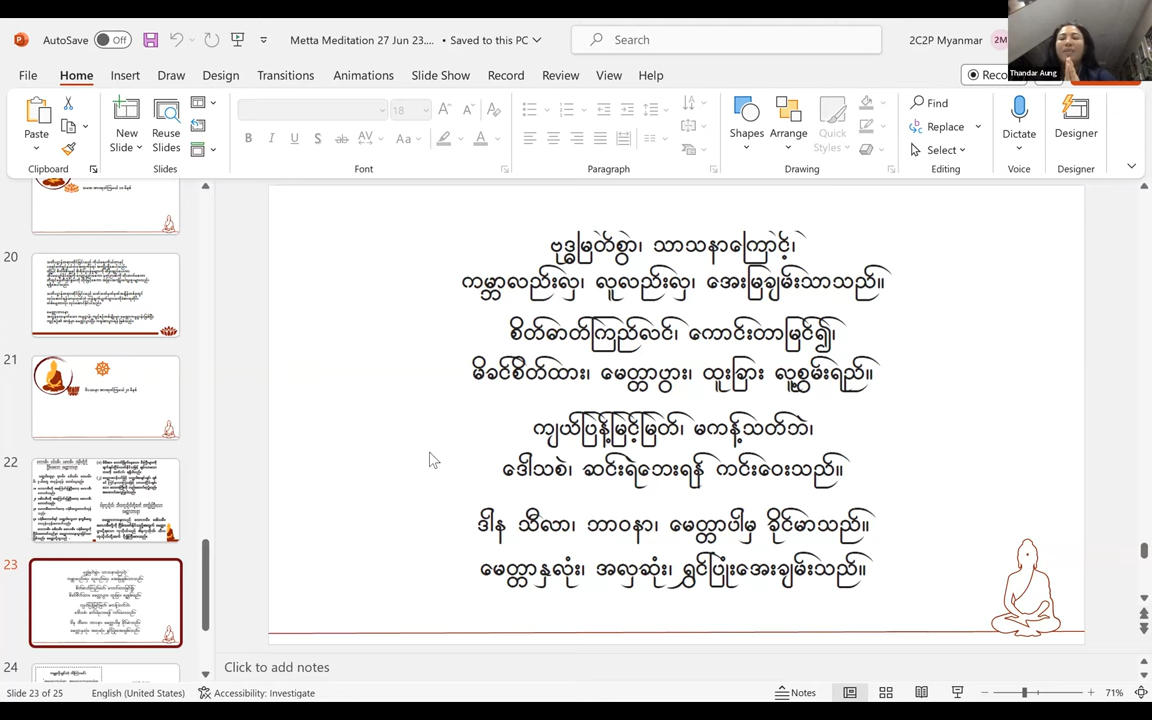 AutoSave Off Metta Meditation 27 Jun 23.... • Saved to this PC Search 2C2P Myanmar 2M
Thandar Aung
File Home Insert Draw Design Transitions Animations Slide Show Record Review View Help Reco
Paste New Slide Reuse Slides 18 Shapes Arrange Quick Styles Find Replace Select Dictate Designer
Clipboard Slides Font Paragraph Drawing Editing Voice Designer
ဗုဒ္ဓမြတ်စွာ၊ သာသနာကြောင့်၊
ကမ္ဘာလည်းလှ၊ လူလည်းလှ၊ အေးမြချမ်းသာသည်။
စိတ်ဓာတ်ကြည်လင်၊ ကောင်းတာမြင်၍၊
မိခင်စိတ်ထား၊ မေတ္တာပွား၊ ထူးခြား လူ့စွမ်းရည်။
ကျယ်ပြန့်မြင့်မြတ်၊ မကန့်သတ်ဘဲ၊
ဒေါသစဲ၊ ဆင်းရဲဘေးရန် ကင်းဝေးသည်။
ဒါန သီလာ၊ ဘာဝနာ၊ မေတ္တာပါမှ ခိုင်မာသည်။
မေတ္တာနှလုံး၊ အလှဆုံး၊ ရွှင်ပြုံးအေးချမ်းသည်။
20
21
22
23
24
Click to add notes
Slide 23 of 25 English (United States) Accessibility: Investigate Notes 71%